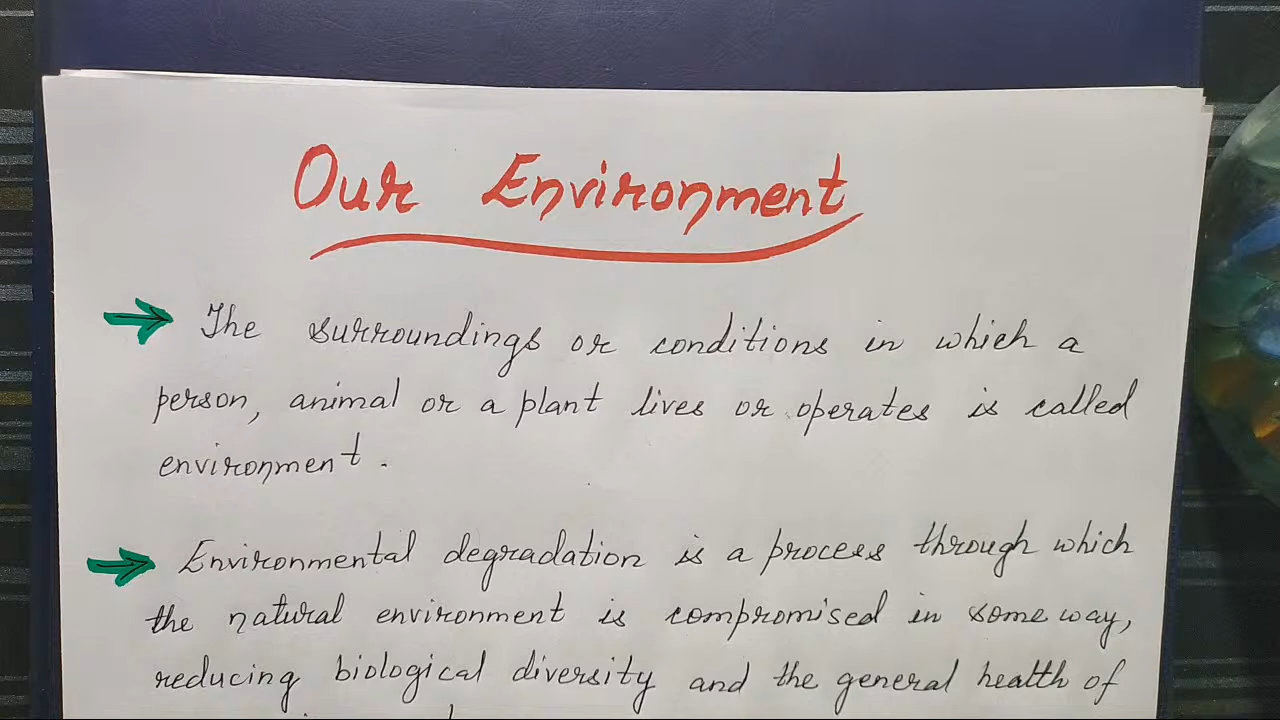 Our Environment
The surroundings or conditions in which a
person, animal or a plant lives or operates is called
environment.
Environmental degradation is a process through which
the natural environment is compromised in some way,
reducing biological diversity and the general health of